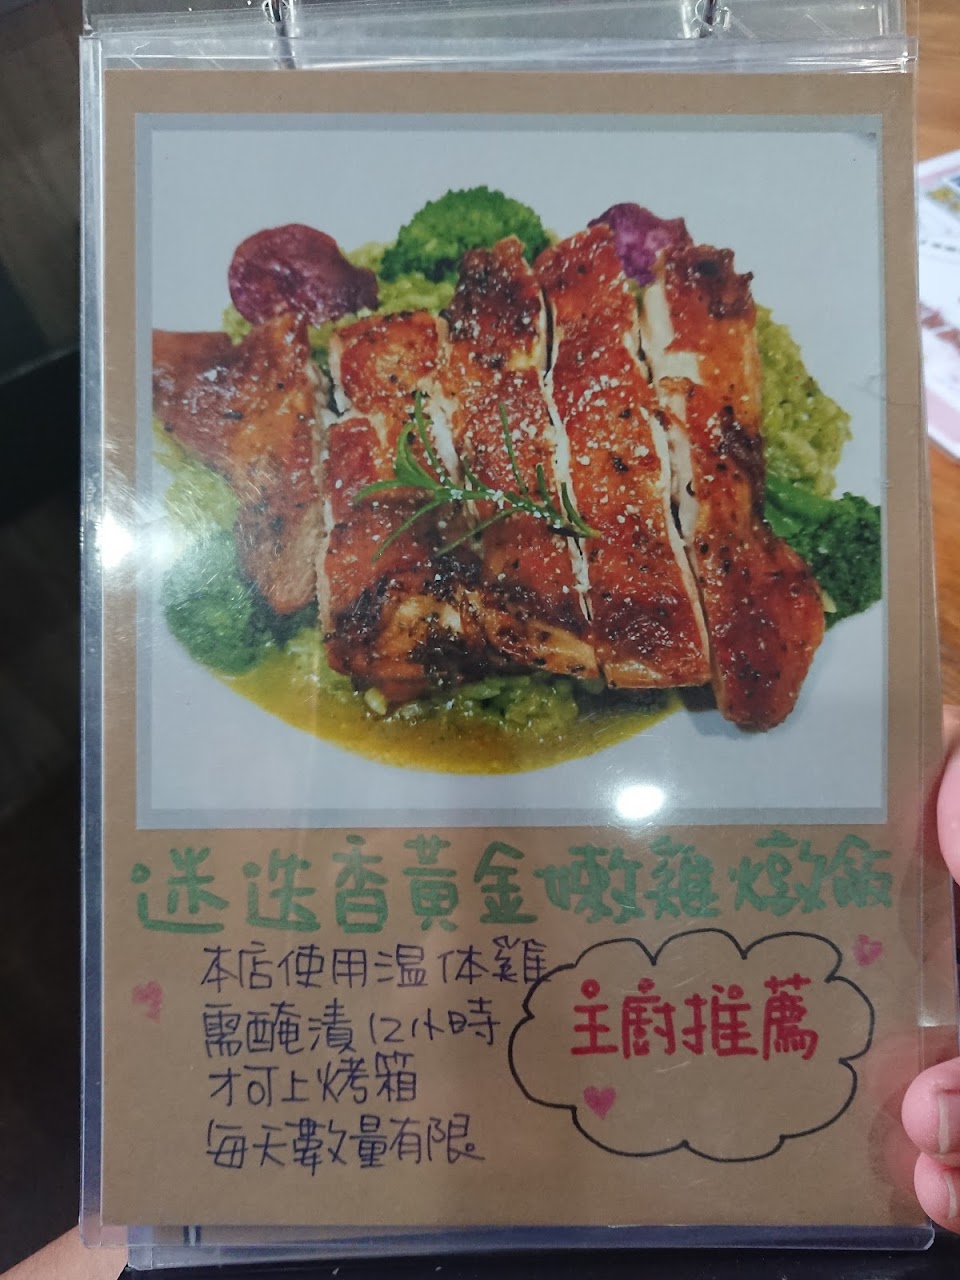 迷迭香黃金嫩雞燉飯
本店使用溫体雞
需醃漬12小時
才可上烤箱
每天數量有限。
主廚推薦